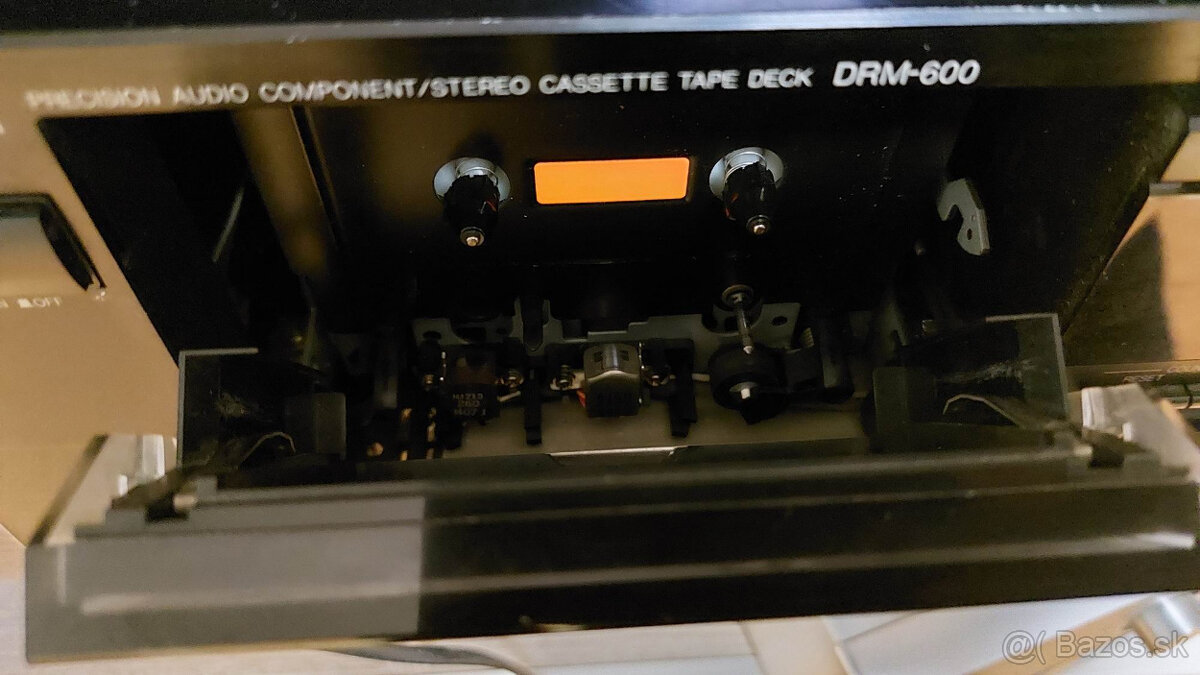 PRECISION AUDIO COMPONENT/STEREO CASSETTE TAPE DECK DRM-600
OFF
@( Bazos.sk